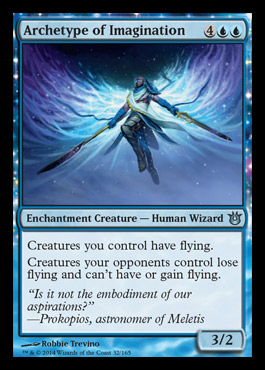 Archetype of Imagination 4
Enchantment Creature — Human Wizard
Creatures you control have flying.
Creatures your opponents control lose
flying and can't have or gain flying.
"Is it not the embodiment of our
aspirations?"
—Prokopios, astronomer of Meletis
Robbie Trevino
3/2
™ & © 2014 Wizards of the Coast 32/165